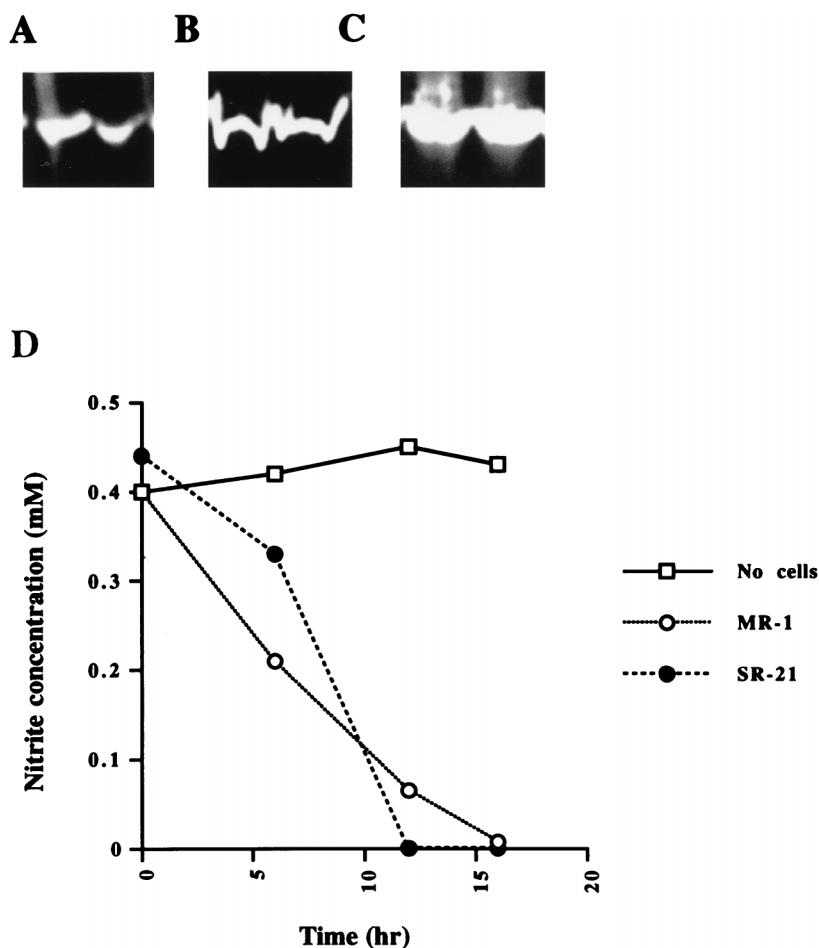 A B C
D
0.5
0.4
0.3
0.2
0.1
0
Nitrite concentration (mM)
0 5 10 15 20
Time (hr)
No cells
MR-1
SR-21